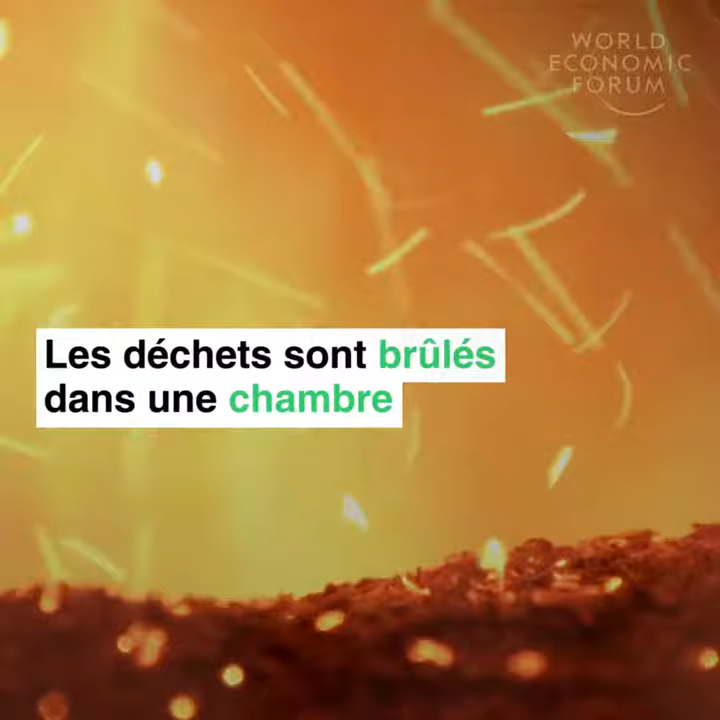 WORLD
ECONOMIC
FORUM
Les déchets sont brûlés
dans une chambre